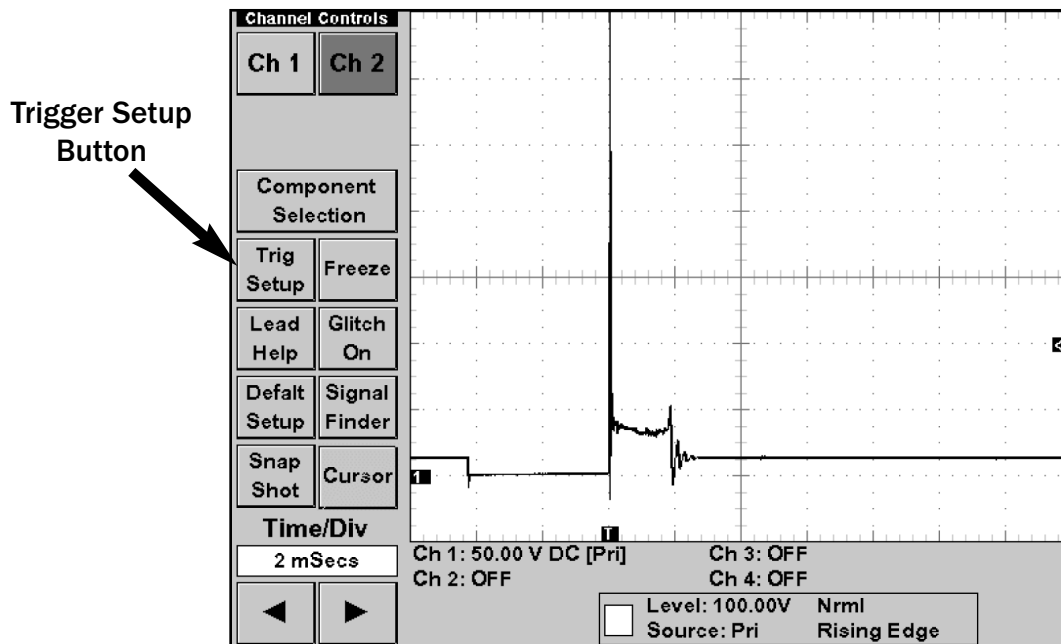 Channel Controls
Ch 1
Ch 2
Trigger Setup
Button
Component
Selection
Trig
Setup
Freeze
Lead
Help
Glitch
On
Defalt
Setup
Signal
Finder
Snap
Shot
Cursor
1
T
<
Time/Div
2 mSecs
Ch 1: 50.00 V DC [Pri]
Ch 3: OFF
Ch 2: OFF
Ch 4: OFF
Level: 100.00V
Nrml
Source: Pri
Rising Edge